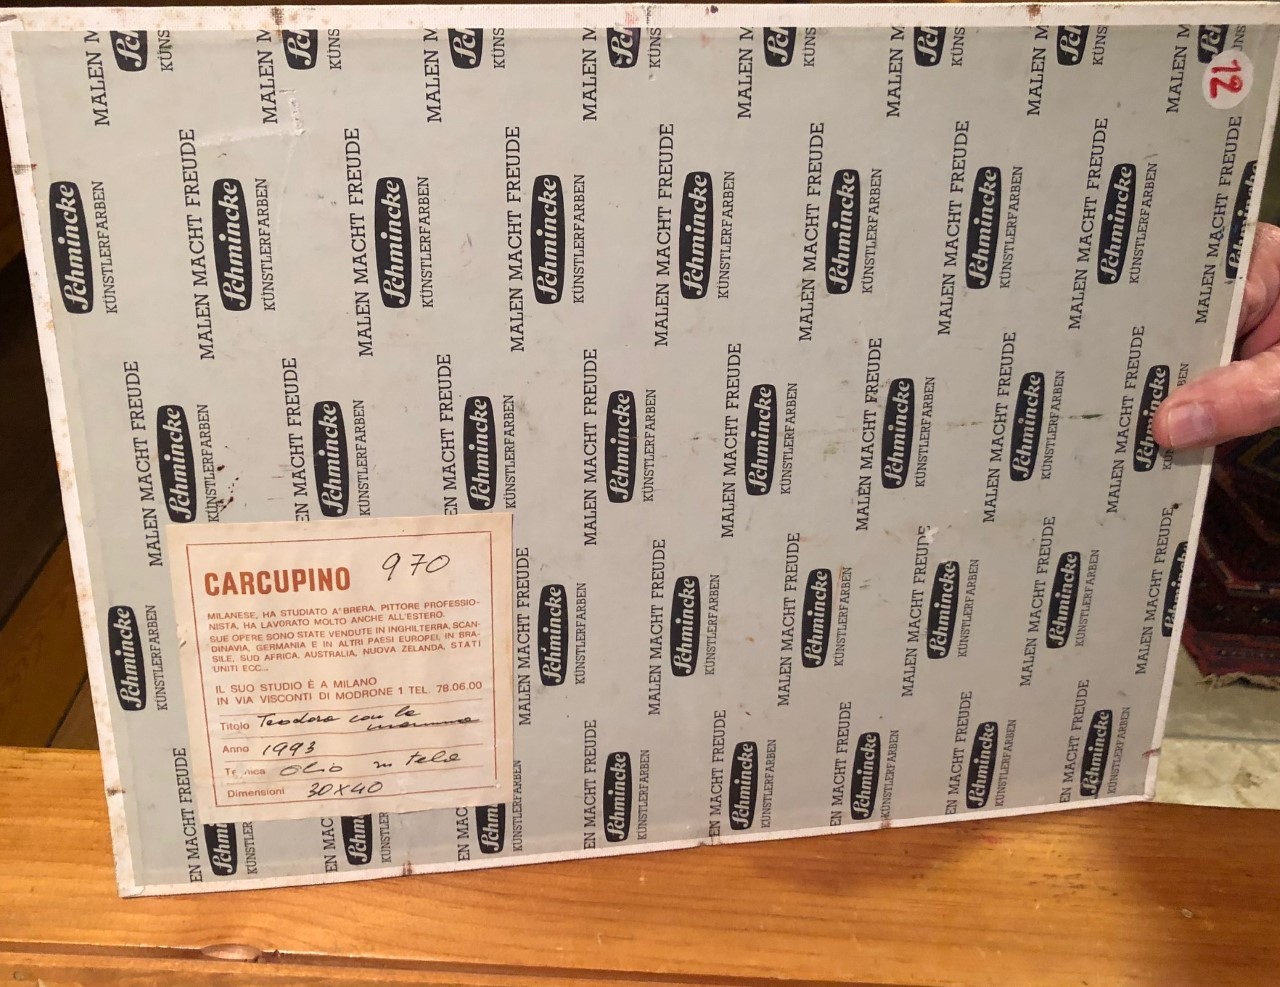 MALEN MACHT FREUDE
Schmincke
KÜNSTLERFARBEN
12
CARCUPINO 970
MILANESE, HA STUDIATO A' BRERA. PITTORE PROFESSIO-
NISTA, HA LAVORATO MOLTO ANCHE ALL'ESTERO.
SUE OPERE SONO STATE VENDUTE IN INGHILTERRA, SCAN-
DINAVIA, GERMANIA E IN ALTRI PAESI EUROPEI, IN BRA-
SILE, SUD AFRICA, AUSTRALIA, NUOVA ZELANDA, STATI
UNITI ECC...
IL SUO STUDIO È A MILANO
IN VIA VISCONTI DI MODRONE 1 TEL. 78.06.00
Titolo Teodora con la
mamma
Anno 1993
Tecnica Olio su tela
Dimensioni 30x40